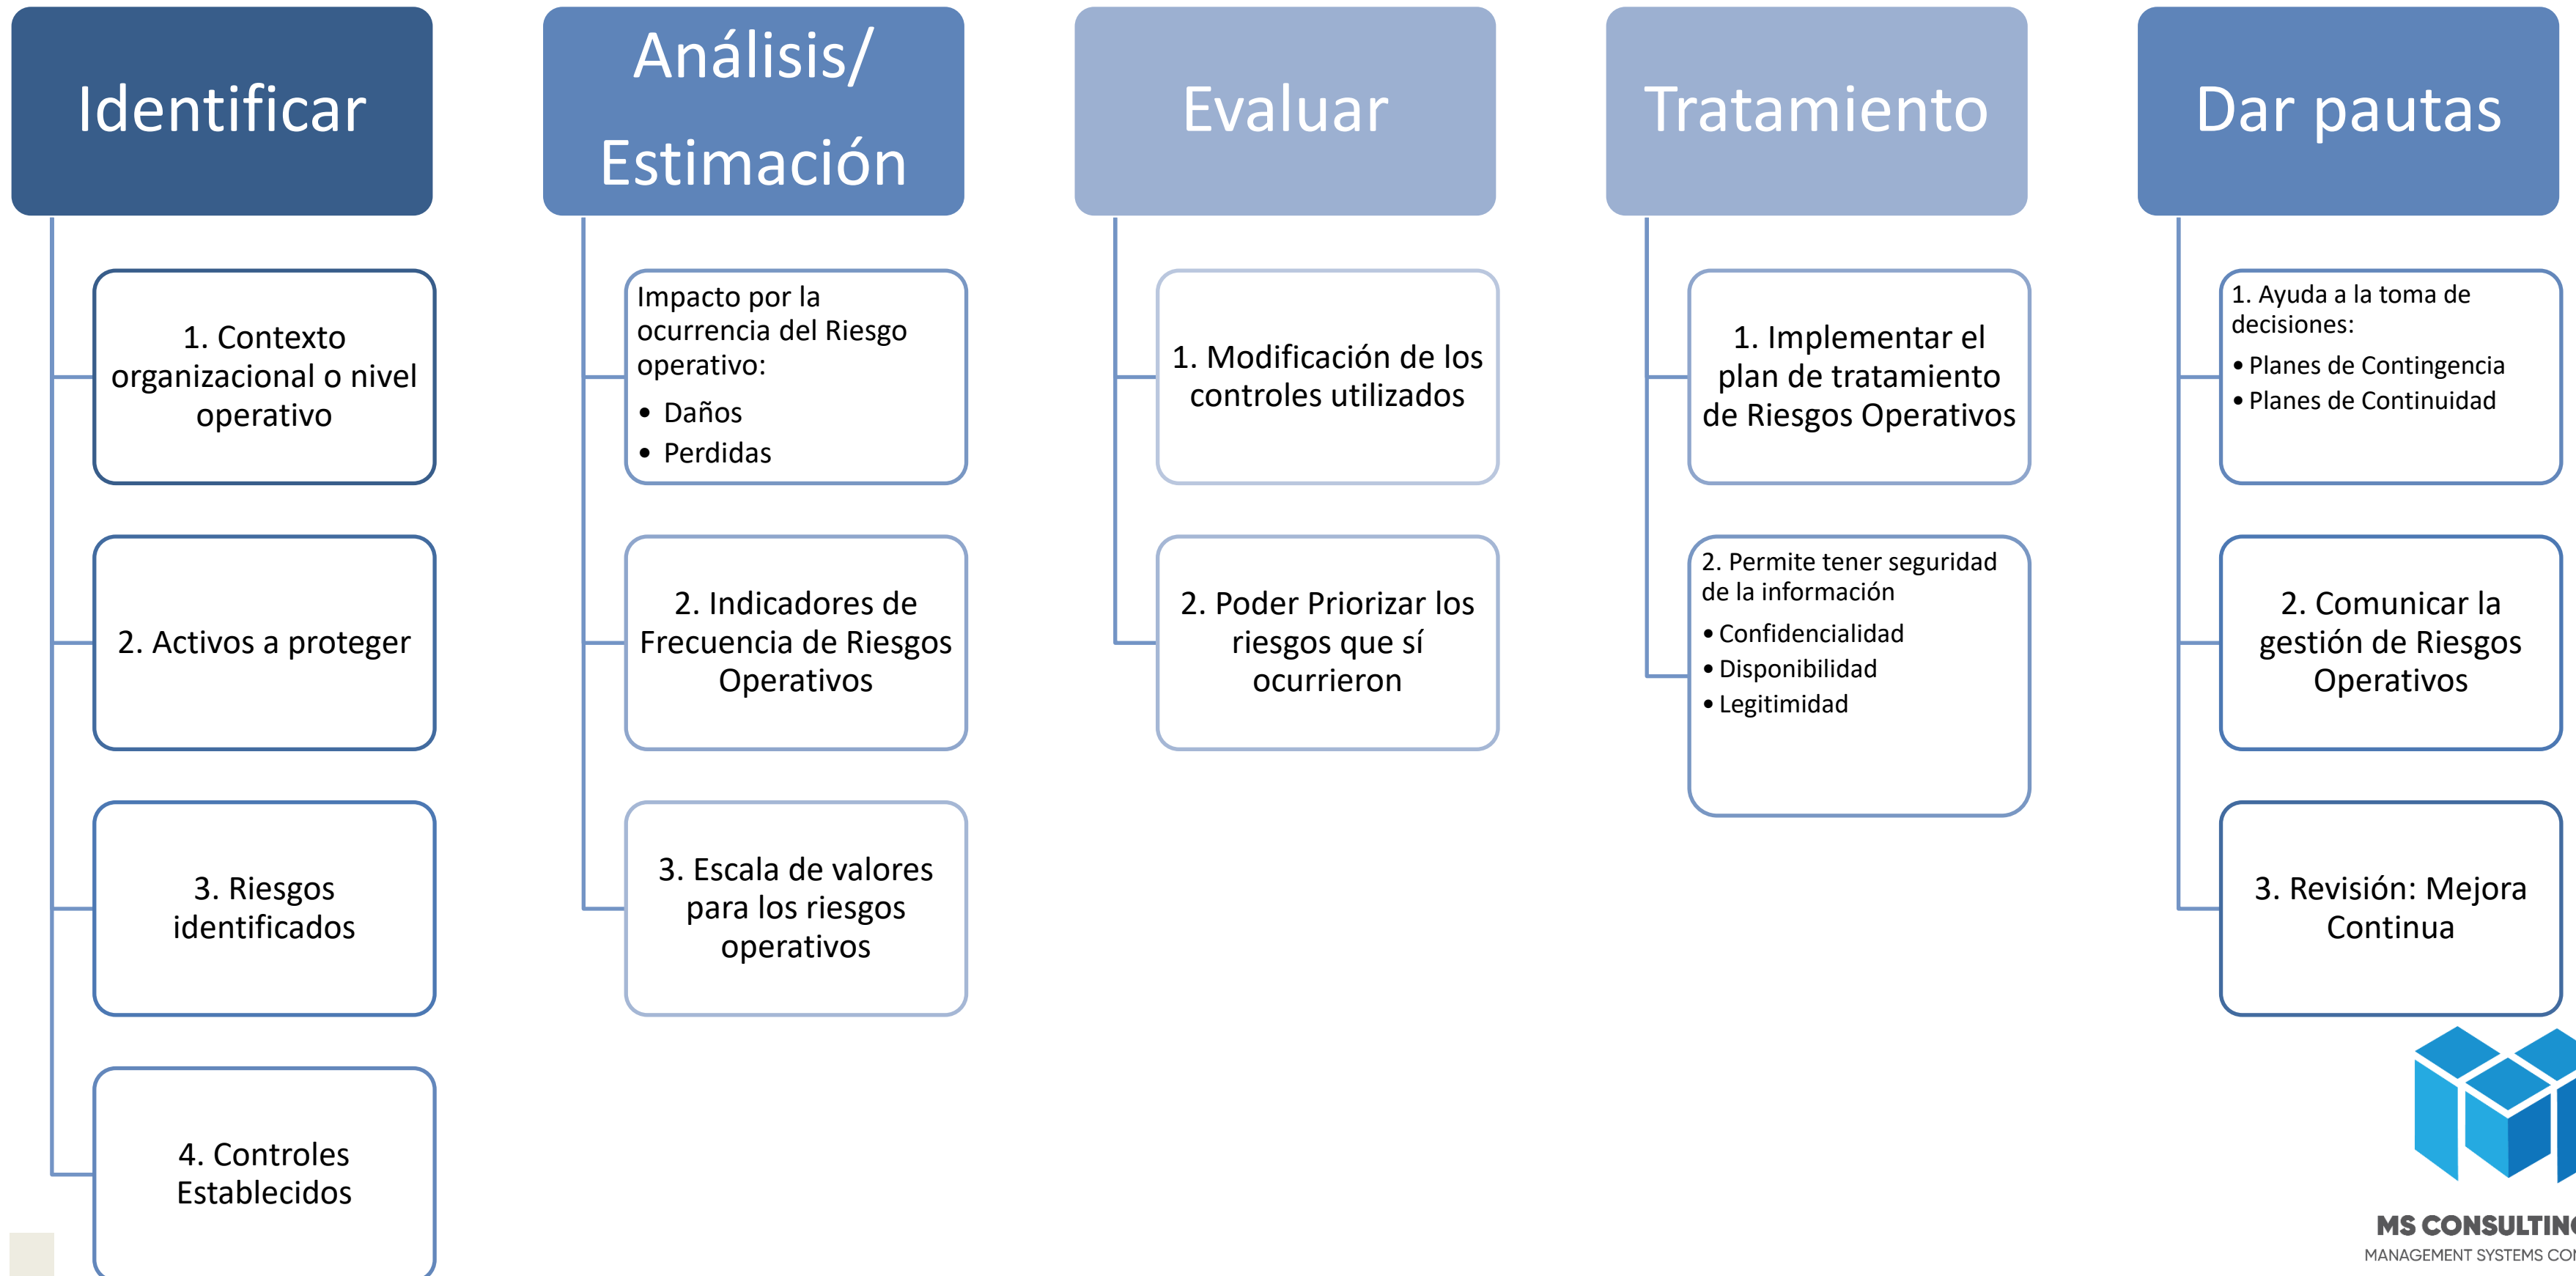 Identificar
1. Contexto
organizacional o nivel
operativo
2. Activos a proteger
3. Riesgos
identificados
4. Controles
Establecidos
Análisis/
Estimación
Impacto por la
ocurrencia del Riesgo
operativo:
• Daños
• Perdidas
2. Indicadores de
Frecuencia de Riesgos
Operativos
3. Escala de valores
para los riesgos
operativos
Evaluar
1. Modificación de los
controles utilizados
2. Poder Priorizar los
riesgos que sí
ocurrieron
Tratamiento
1. Implementar el
plan de tratamiento
de Riesgos Operativos
2. Permite tener seguridad
de la información
• Confidencialidad
• Disponibilidad
• Legitimidad
Dar pautas
1. Ayuda a la toma de
decisiones:
• Planes de Contingencia
• Planes de Continuidad
2. Comunicar la
gestión de Riesgos
Operativos
3. Revisión: Mejora
Continua
MS CONSULTING
MANAGEMENT SYSTEMS